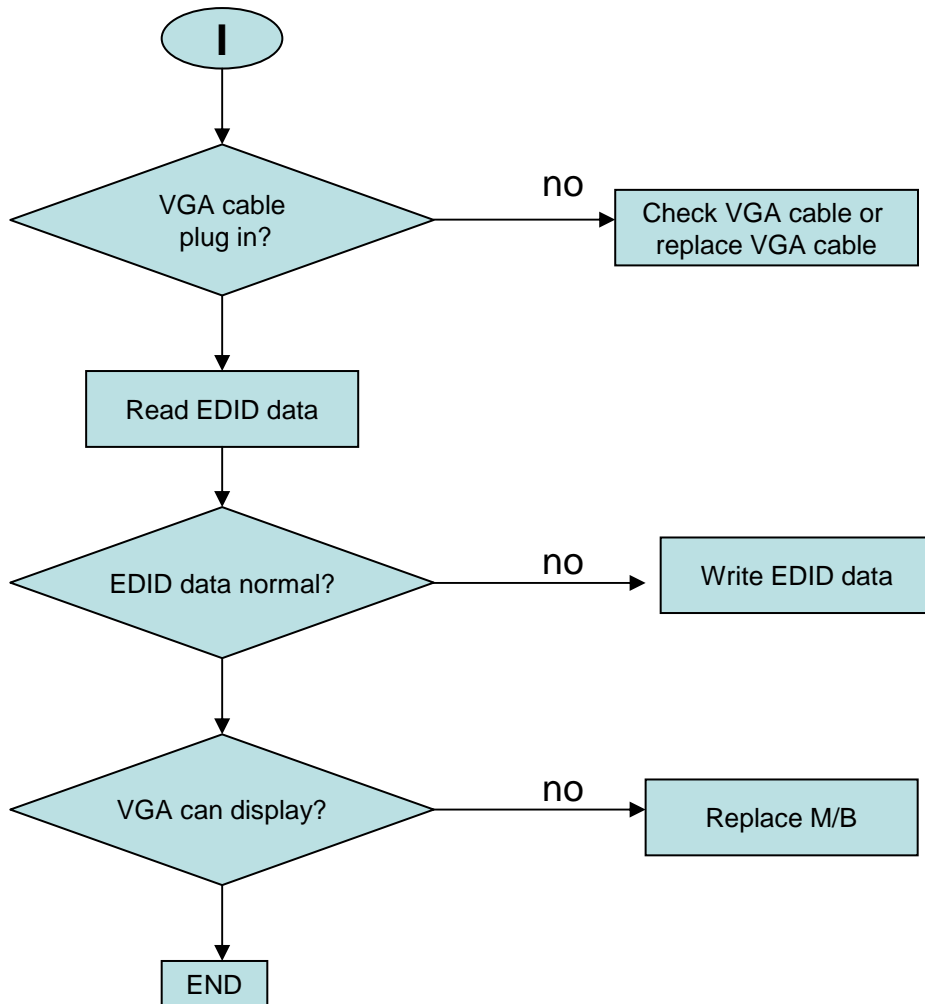 I
VGA cable
plug in?
no
Check VGA cable or
replace VGA cable
Read EDID data
EDID data normal?
no
Write EDID data
VGA can display?
no
Replace M/B
END